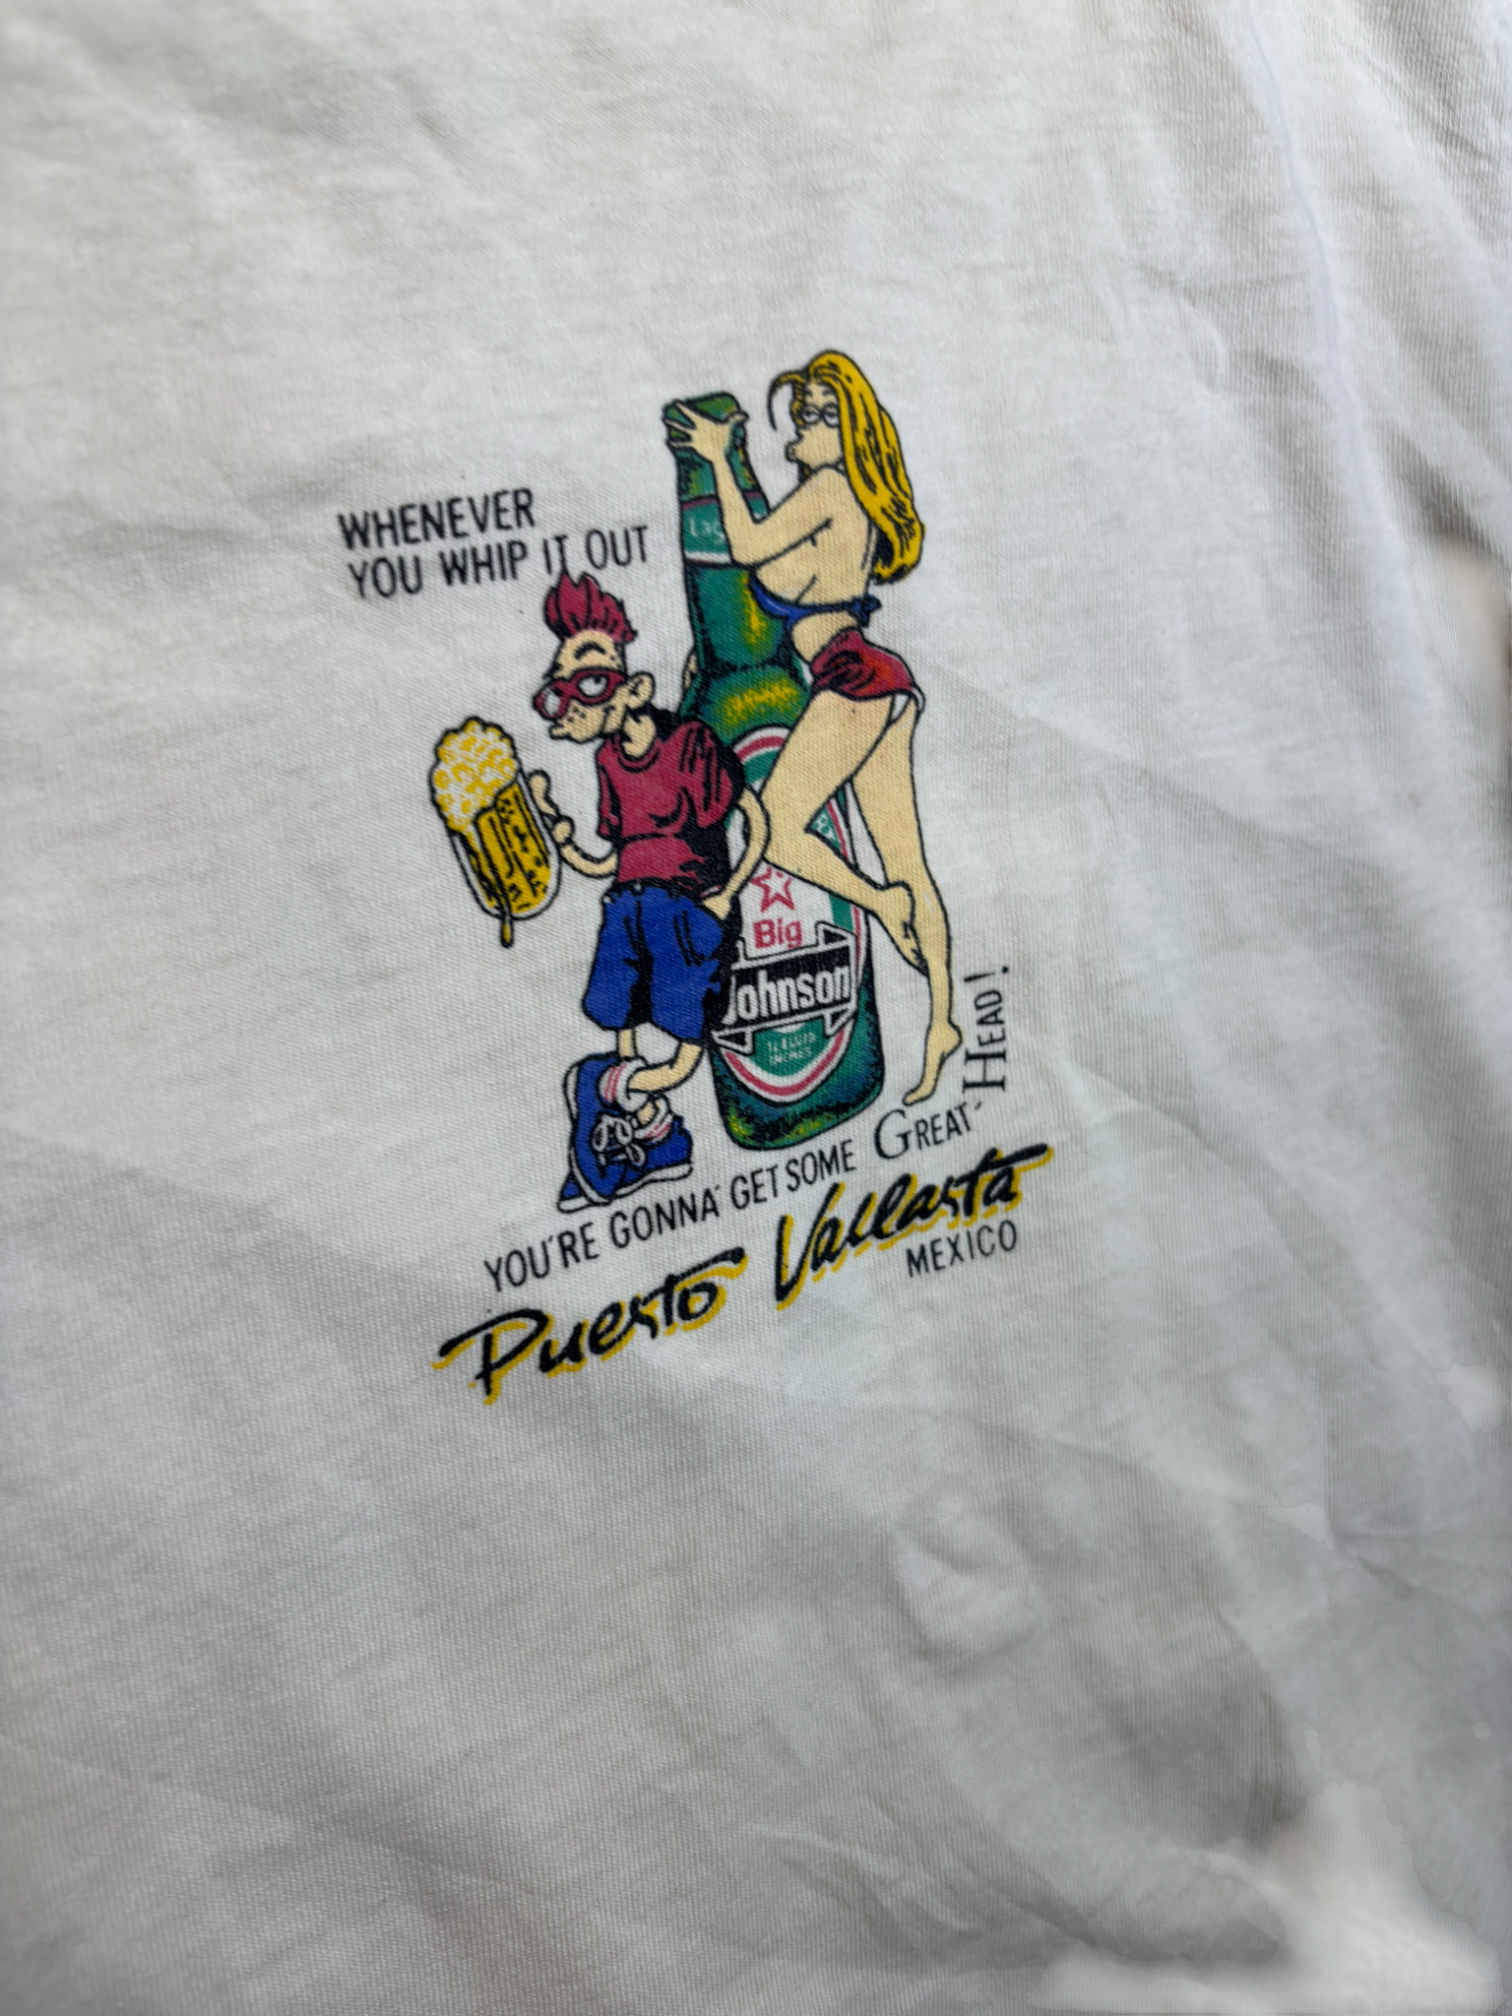 WHENEVER
YOU WHIP IT OUT
Big
Johnson
YOU'RE GONNA' GET SOME GREAT HEAD!
Puerto Vallarta
MEXICO